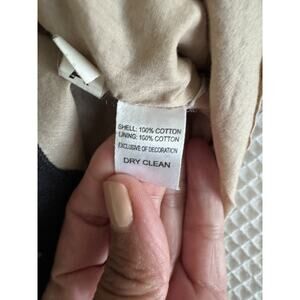 SHELL: 100% COTTON
LINING: 100% COTTON
EXCLUSIVE OF DECORATION
DRY CLEAN